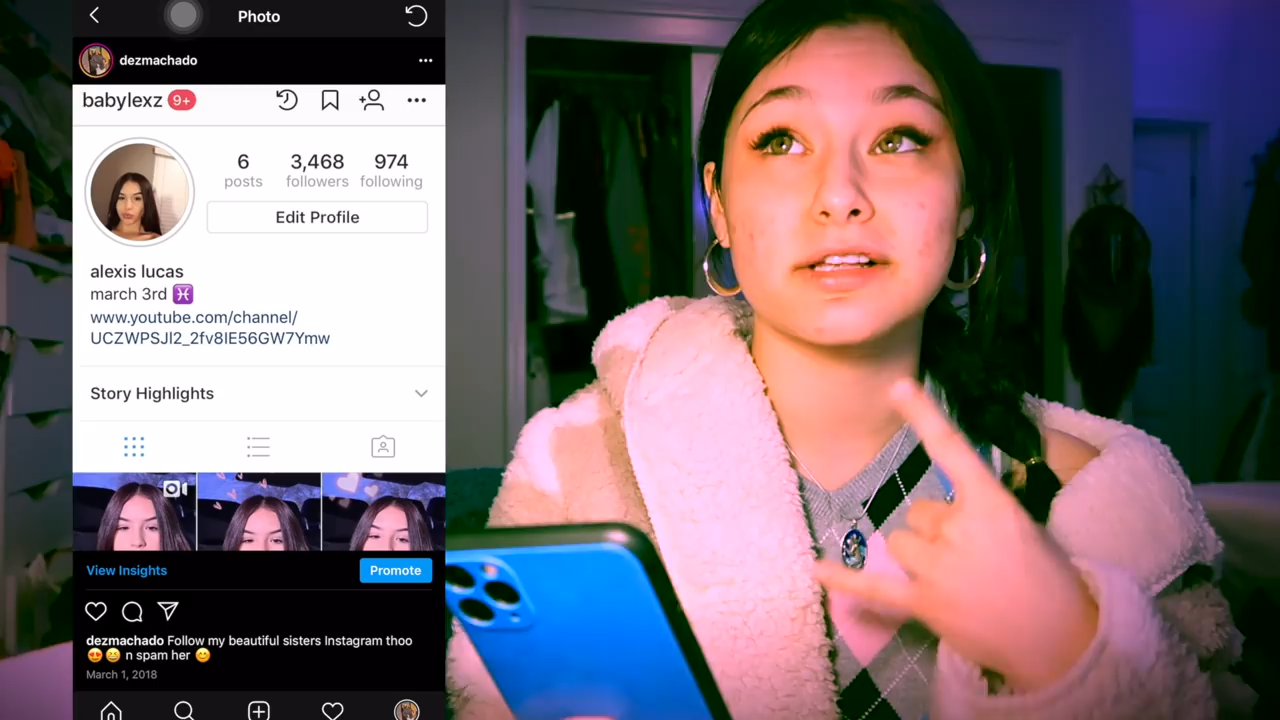 Photo
dezmachado
babylexz 9+
6 3,468 974
posts followers following
Edit Profile
alexis lucas
march 3rd ♓
www.youtube.com/channel/
UCZWPSJI2_2fv8IE56GW7Ymw
Story Highlights
View Insights Promote
dezmachado Follow my beautiful sisters Instagram thoo
😍😆 n spam her 😊
March 1, 2018